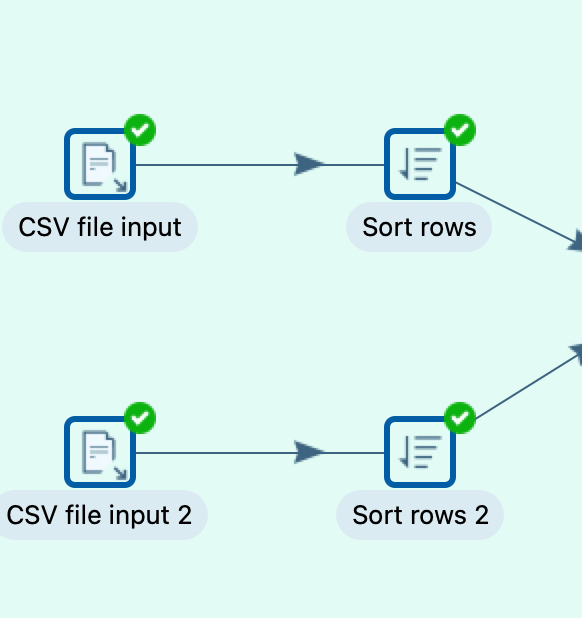 CSV file input
Sort rows
CSV file input 2
Sort rows 2